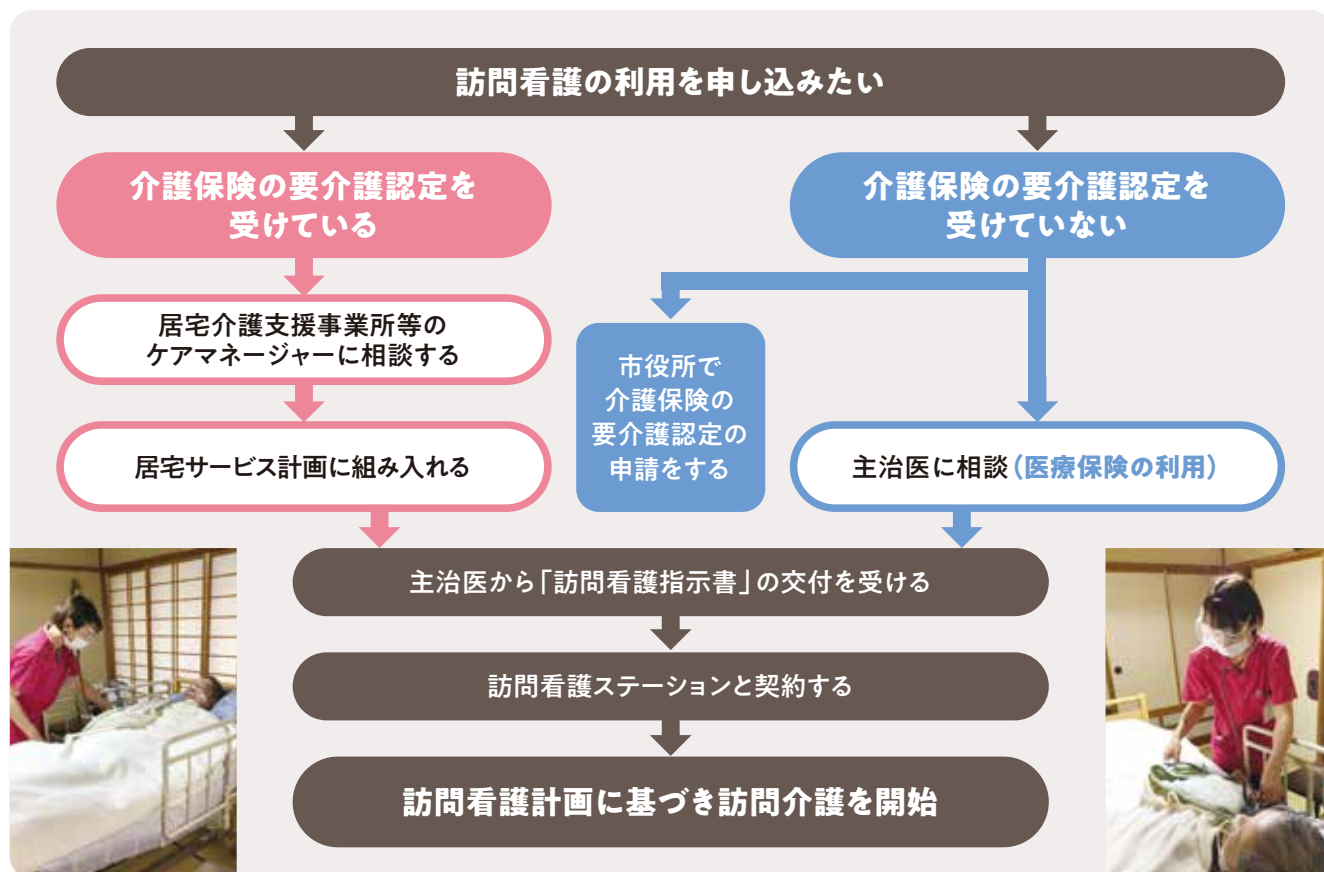 訪問看護の利用を申し込みたい
介護保険の要介護認定を
受けている
居宅介護支援事業所等の
ケアマネージャーに相談する
居宅サービス計画に組み入れる
介護保険の要介護認定を
受けていない
市役所で
介護保険の
要介護認定の
申請をする
主治医に相談(医療保険の利用)
主治医から「訪問看護指示書」の交付を受ける
訪問看護ステーションと契約する
訪問看護計画に基づき訪問介護を開始